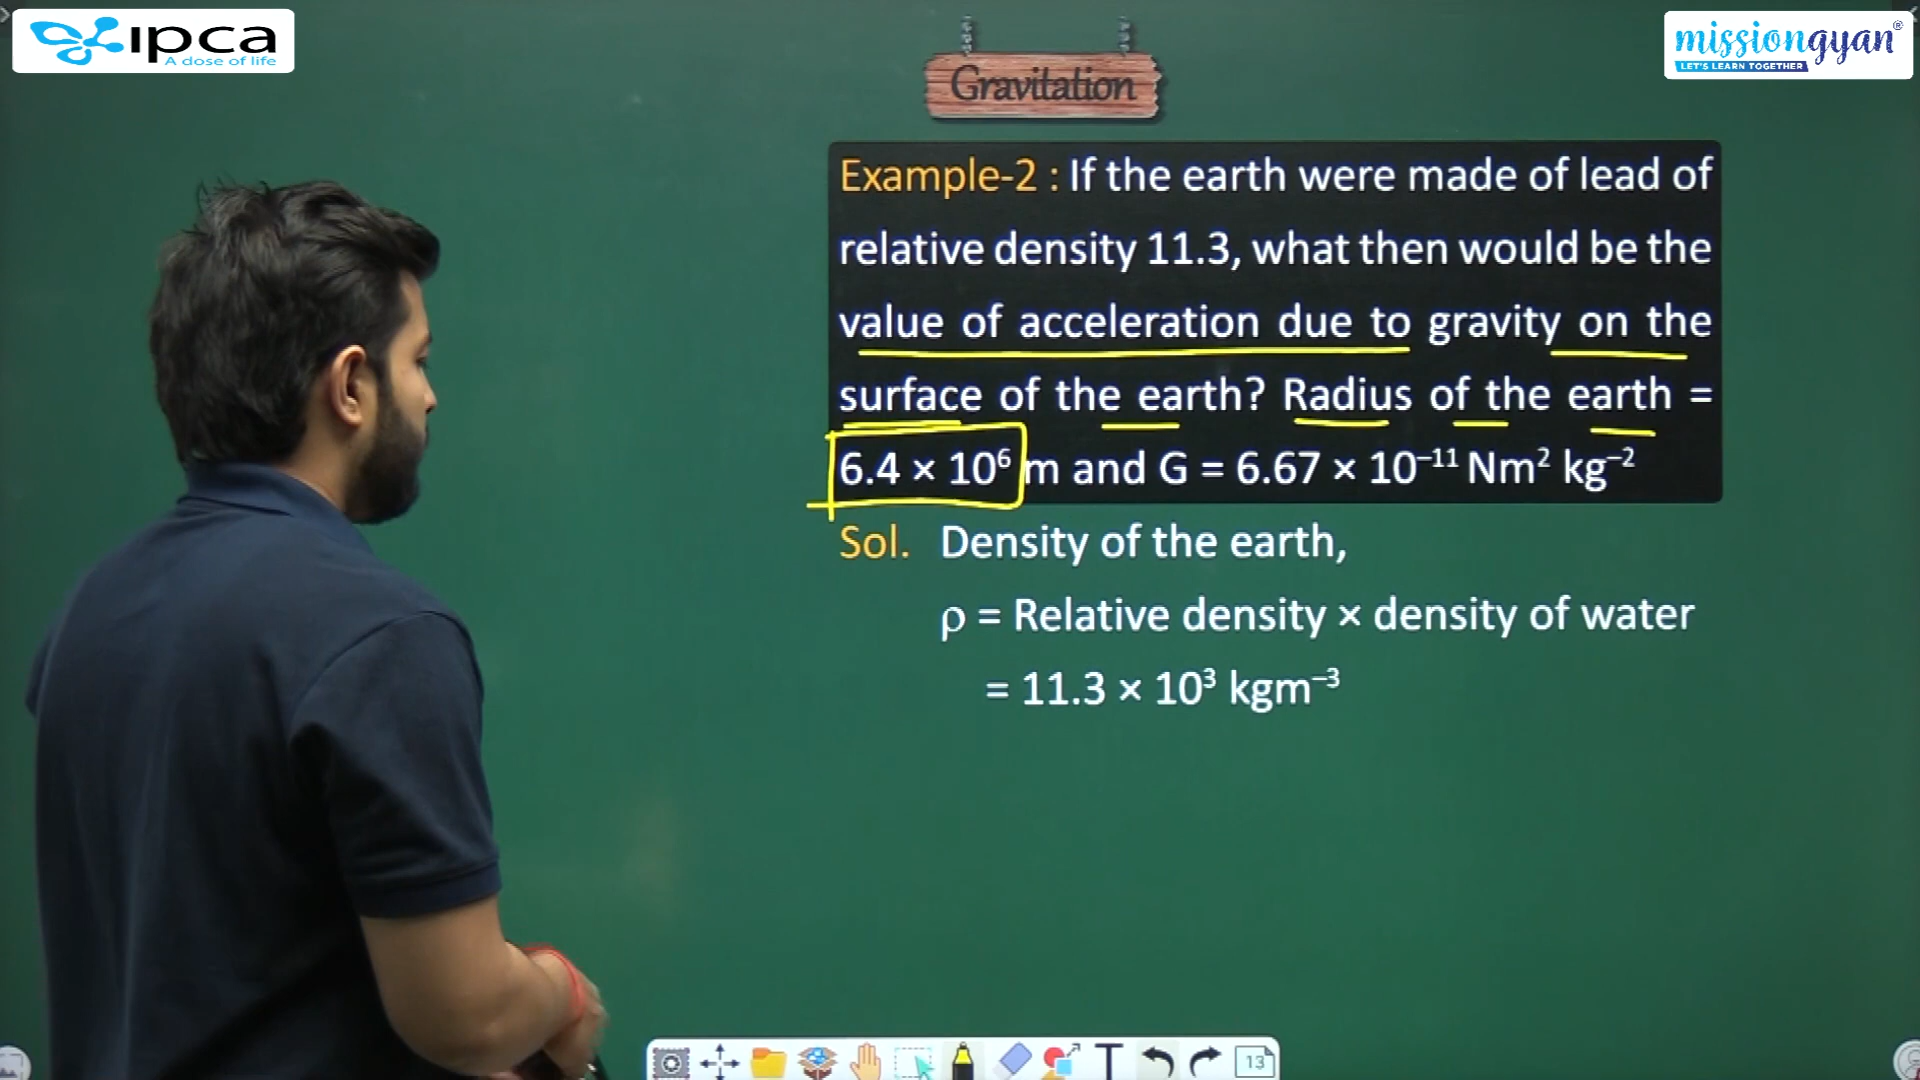 ipca
A dose of life
missiongyan®
LET'S LEARN TOGETHER
Gravitation
Example-2 : If the earth were made of lead of
relative density 11.3, what then would be the
value of acceleration due to gravity on the
surface of the earth? Radius of the earth =
6.4 × 10⁶ m and G = 6.67 × 10⁻¹¹ Nm² kg⁻²
Sol. Density of the earth,
ρ = Relative density × density of water
= 11.3 × 10³ kgm⁻³
T
13